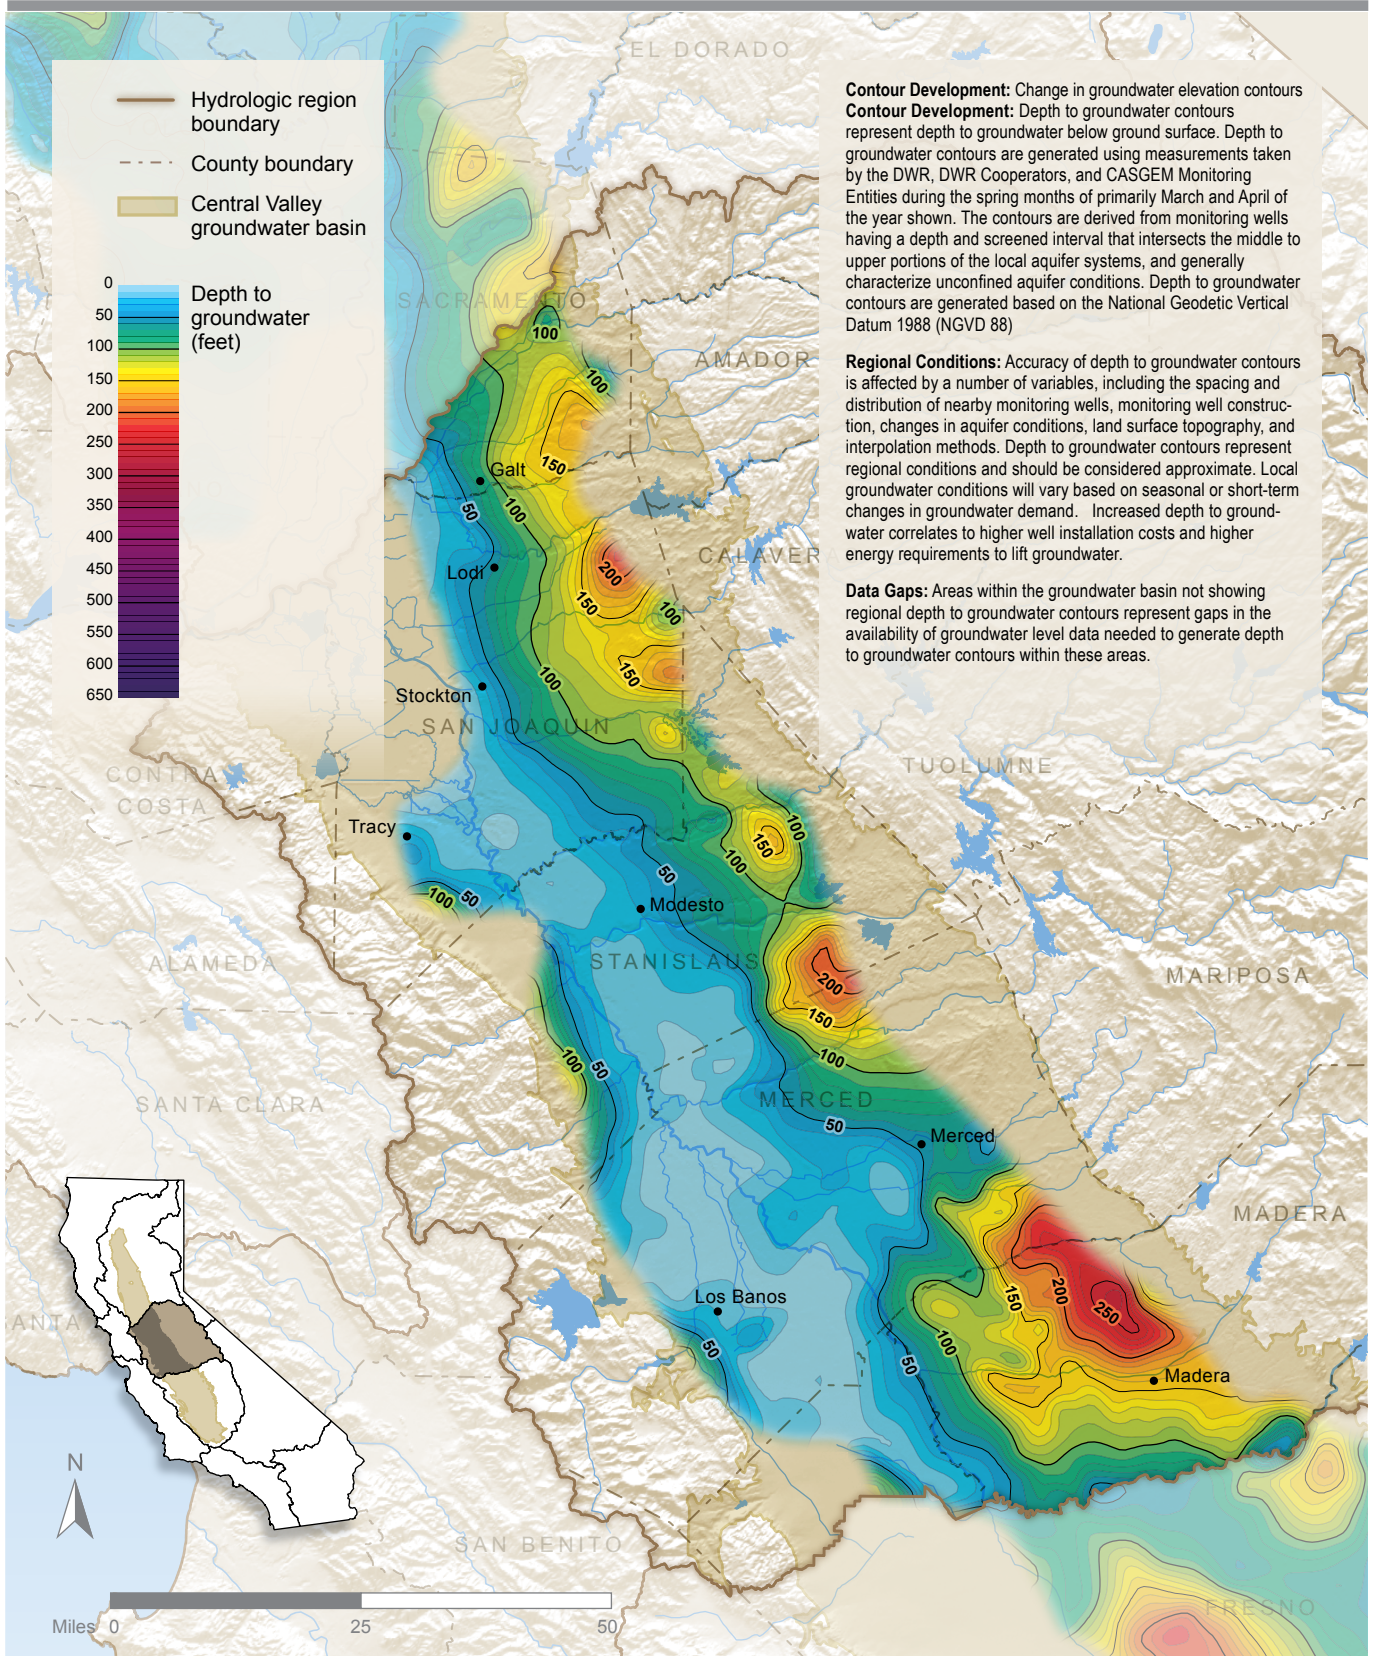 EL DORADO
Hydrologic region
boundary
County boundary
Central Valley
groundwater basin
0
50
100
150
200
250
300
350
400
450
500
550
600
650
Depth to
groundwater
(feet)
Contour Development: Change in groundwater elevation contours
Contour Development: Depth to groundwater contours
represent depth to groundwater below ground surface. Depth to
groundwater contours are generated using measurements taken
by the DWR, DWR Cooperators, and CASGEM Monitoring
Entities during the spring months of primarily March and April of
the year shown. The contours are derived from monitoring wells
having a depth and screened interval that intersects the middle to
upper portions of the local aquifer systems, and generally
characterize unconfined aquifer conditions. Depth to groundwater
contours are generated based on the National Geodetic Vertical
Datum 1988 (NGVD 88)
Regional Conditions: Accuracy of depth to groundwater contours
is affected by a number of variables, including the spacing and
distribution of nearby monitoring wells, monitoring well construc-
tion, changes in aquifer conditions, land surface topography, and
interpolation methods. Depth to groundwater contours represent
regional conditions and should be considered approximate. Local
groundwater conditions will vary based on seasonal or short-term
changes in groundwater demand.   Increased depth to ground-
water correlates to higher well installation costs and higher
energy requirements to lift groundwater.
Data Gaps: Areas within the groundwater basin not showing
regional depth to groundwater contours represent gaps in the
availability of groundwater level data needed to generate depth
to groundwater contours within these areas.
SACRAMENTO
100
AMADOR
100
150
Galt
50
100
CALAVER
Lodi
200
150
100
150
100
Stockton
SAN JOAQUIN
CONTRA
COSTA
TUOLUMNE
Tracy
100
150
100
50
100
50
Modesto
STANISLAUS
ALAMEDA
MARIPOSA
200
150
100
100
50
SANTA CLARA
MERCED
50
Merced
MADERA
Los Banos
200
150
250
ANTA
100
50
50
Madera
N
SAN BENITO
FRESNO
Miles 0
25
50